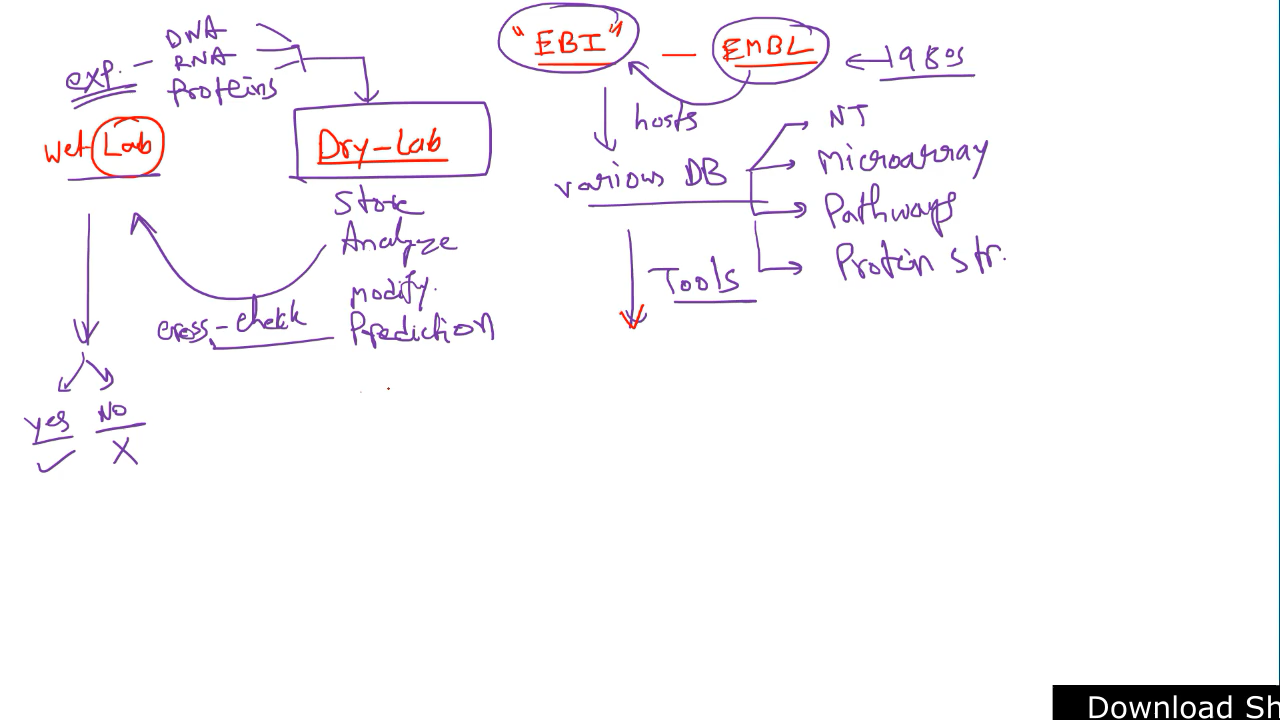 exp. - DNA
RNA
Proteins
Wet Lab
Dry-Lab
Store
Analyze
modify.
Prediction
cross-check
Yes No
✓ X
"EBI" — EMBL ← 1980s
hosts
various DB
NT
Microarray
Pathways
Protein str.
Tools
Download Sh